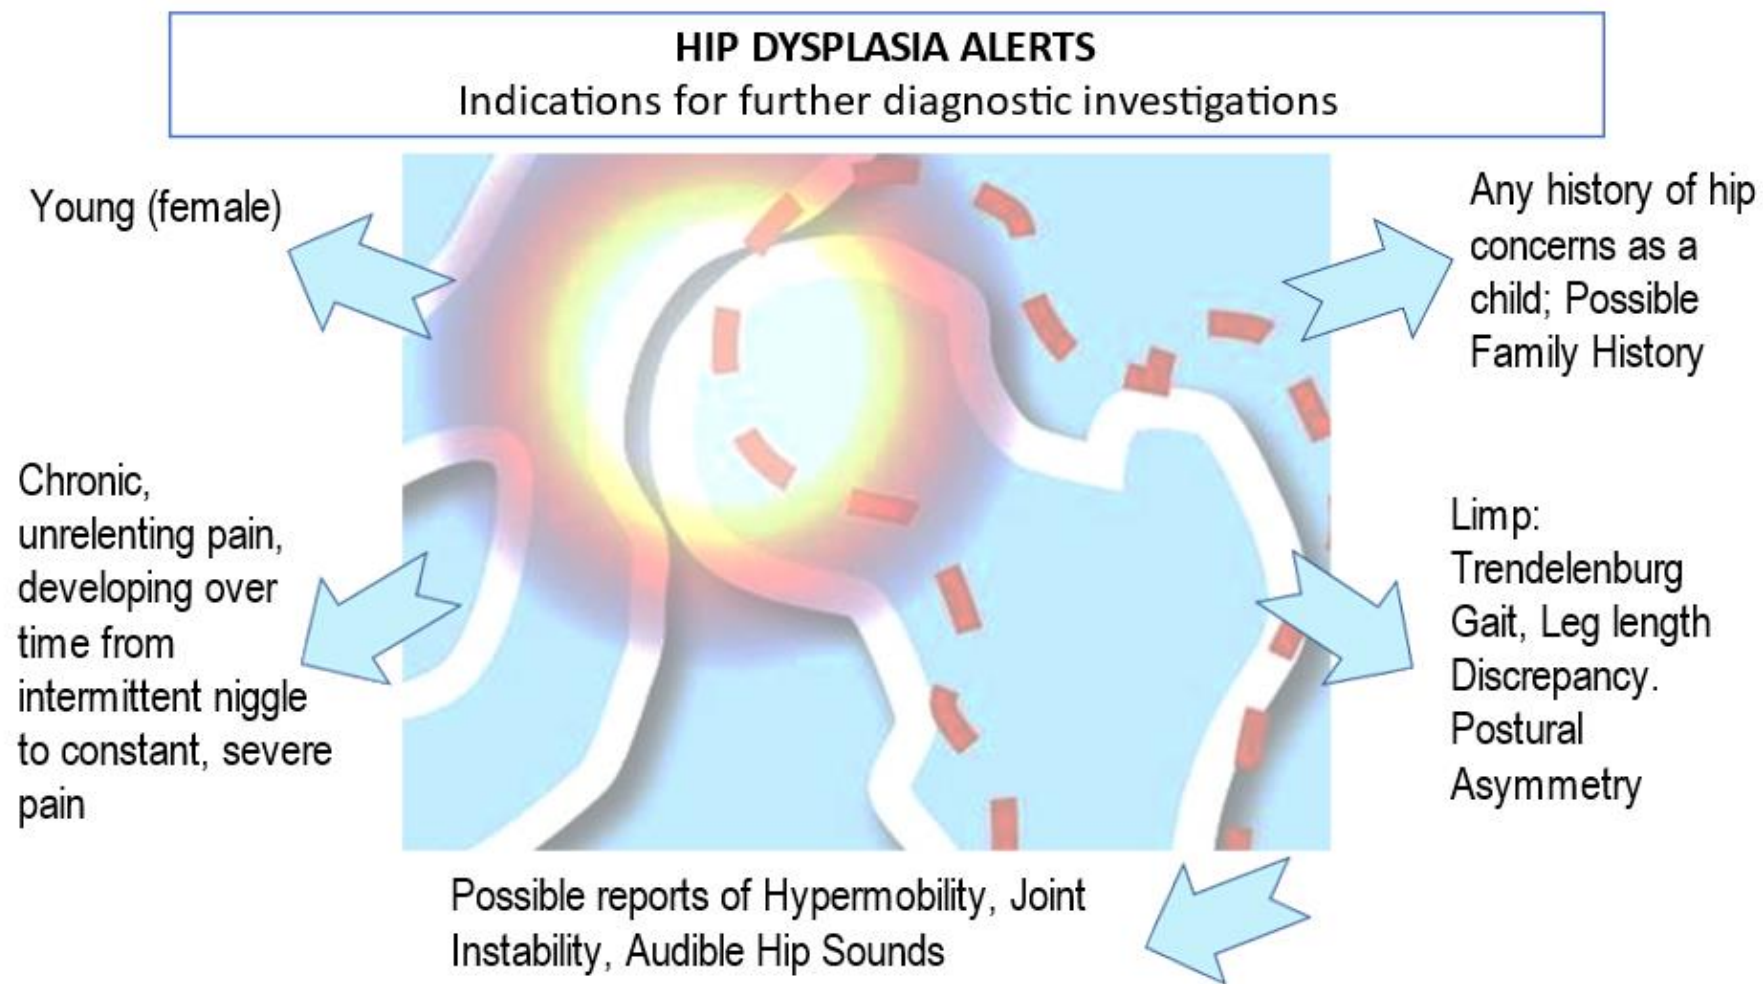 HIP DYSPLASIA ALERTS
Indications for further diagnostic investigations
Young (female)
Any history of hip
concerns as a
child; Possible
Family History
Chronic,
unrelenting pain,
developing over
time from
intermittent niggle
to constant, severe
pain
Limp:
Trendelenburg
Gait, Leg length
Discrepancy.
Postural
Asymmetry
Possible reports of Hypermobility, Joint
Instability, Audible Hip Sounds